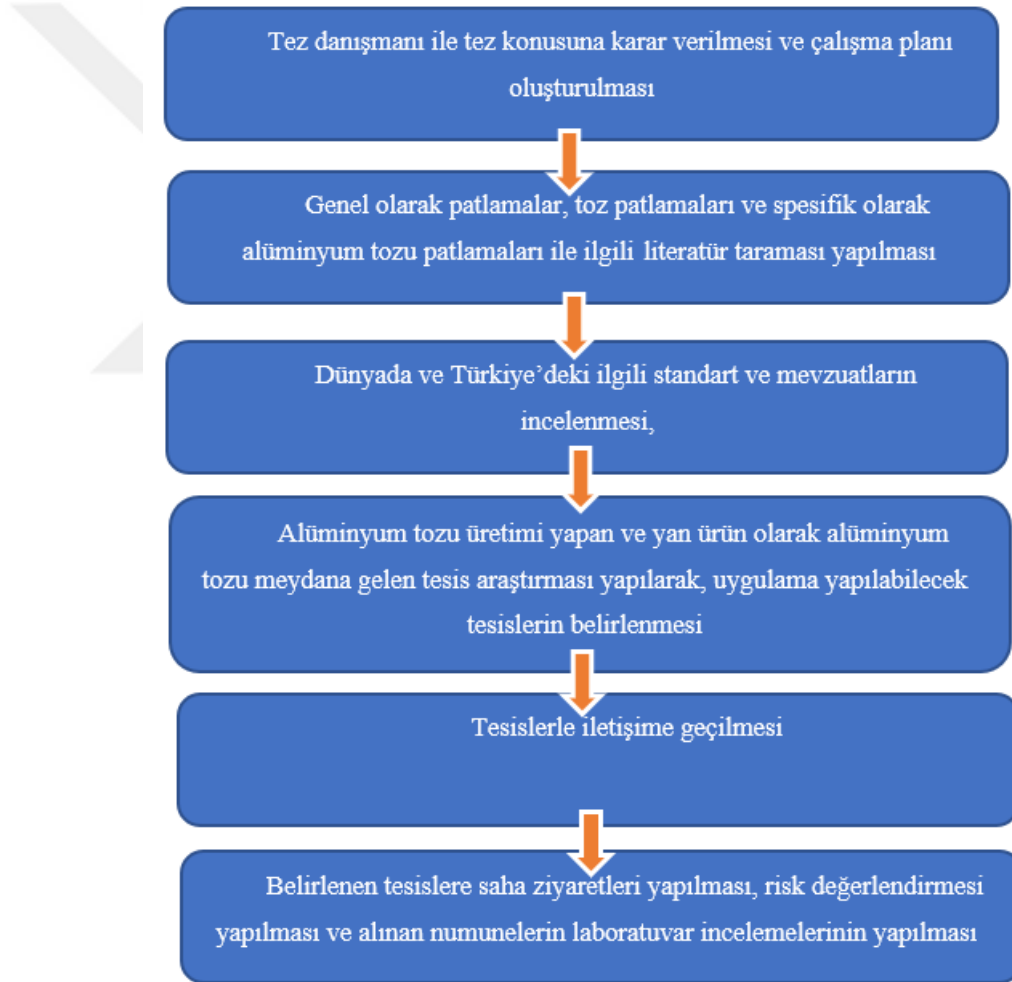 Tez danışmanı ile tez konusuna karar verilmesi ve çalışma planı
oluşturulması
Genel olarak patlamalar, toz patlamaları ve spesifik olarak
alüminyum tozu patlamaları ile ilgili literatür taraması yapılması
Dünyada ve Türkiye’deki ilgili standart ve mevzuatların
incelenmesi,
Alüminyum tozu üretimi yapan ve yan ürün olarak alüminyum
tozu meydana gelen tesis araştırması yapılarak, uygulama yapılabilecek
tesislerin belirlenmesi
Tesislerle iletişime geçilmesi
Belirlenen tesislere saha ziyaretleri yapılması, risk değerlendirmesi
yapılması ve alınan numunelerin laboratuvar incelemelerinin yapılması